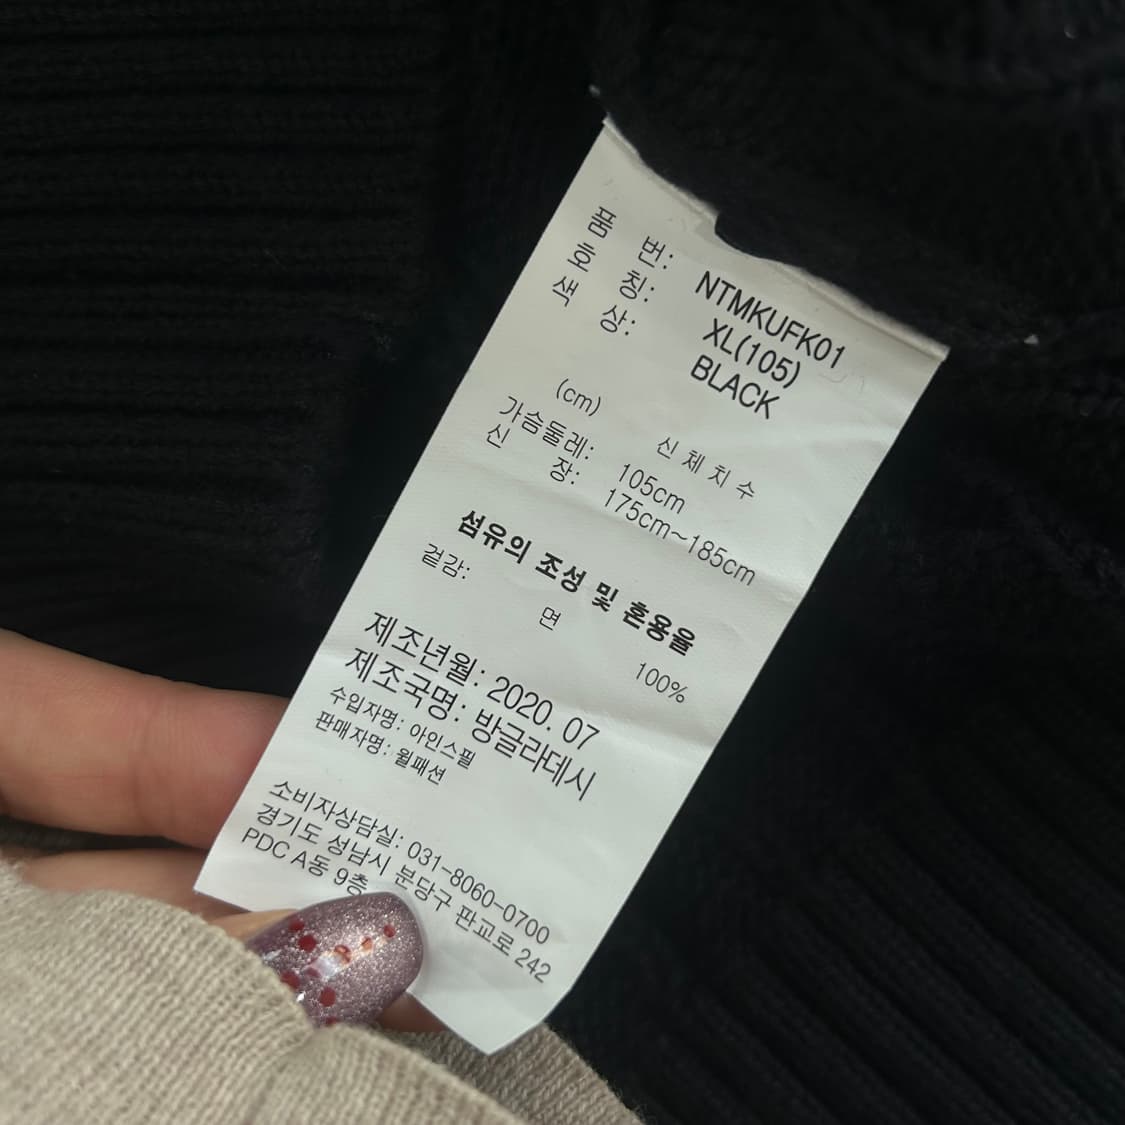 품 번: NTMKUFK01
호 칭: XL(105)
색 상: BLACK
(cm) 신체치수
가슴둘레: 105cm
신 장: 175cm~185cm
섬유의 조성 및 혼용율
겉감: 면 100%
제조년월: 2020. 07
제조국명: 방글라데시
수입자명: 아인스필
판매자명: 월패션
소비자상담실: 031-8060-0700
경기도 성남시 분당구 판교로 242
PDC A동 9층